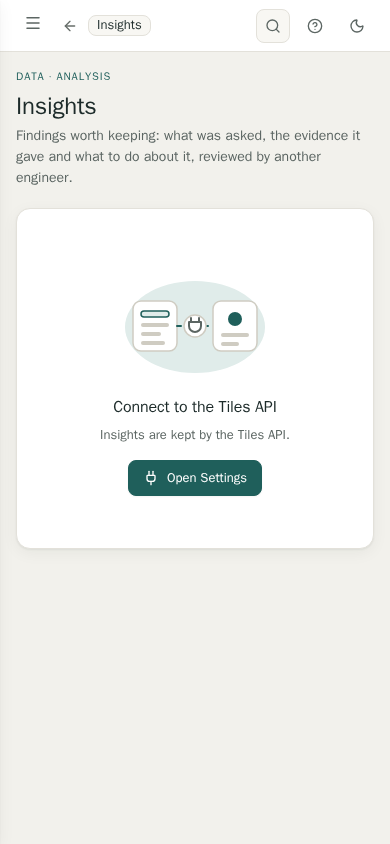 Insights
DATA · ANALYSIS
Insights
Findings worth keeping: what was asked, the evidence it
gave and what to do about it, reviewed by another
engineer.
Connect to the Tiles API
Insights are kept by the Tiles API.
Open Settings